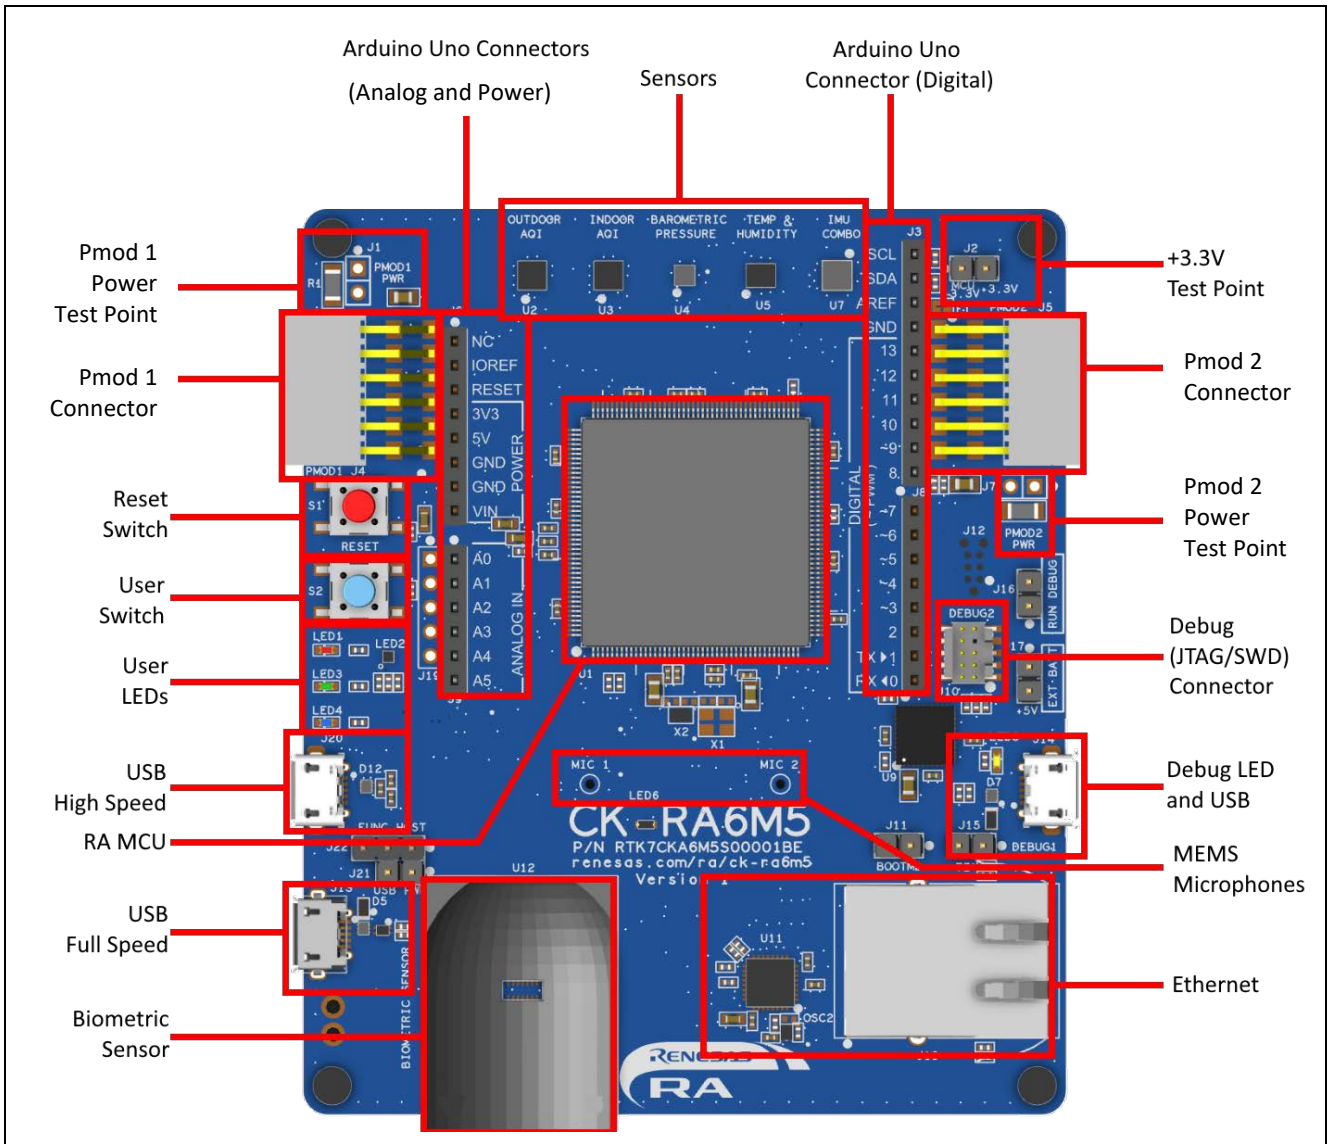 Arduino Uno Connectors
(Analog and Power)
Sensors
Arduino Uno
Connector (Digital)
Pmod 1
Power
Test Point
Pmod 1
Connector
Reset
Switch
User
Switch
User
LEDs
USB
High Speed
RA MCU
USB
Full Speed
Biometric
Sensor
+3.3V
Test Point
Pmod 2
Connector
Pmod 2
Power
Test Point
Debug
(JTAG/SWD)
Connector
Debug LED
and USB
MEMS
Microphones
Ethernet
OUTDOOR
AQI
INDOOR
AQI
BAROMETRIC
PRESSURE
TEMP &
HUMIDITY
IMU
COMBO
U2
U3
U4
U5
U7
J1
R1
PMOD1
PWR
J3
SCL
SDA
AREF
GND
13
12
11
~10
~9
8
J8
~7
~6
~5
~4
~3
2
TX 1
RX 0
DIGITAL
J2
MCU
+3.3V
PMOD2
J5
NC
IOREF
RESET
3V3
5V
GND
GND
VIN
POWER
A0
A1
A2
A3
A4
A5
ANALOG IN
J19
PMOD1 J4
S1
RESET
S2
LED1
LED2
LED3
LED4
J20
D12
J22
J21
USB
J13
D5
BIOMETRIC SENSOR
U1
X2
X1
J7
PMOD2
PWR
J12
J16
RUN DEBUG
DEBUG2
J10
EXT BATT
+5V
U9
D7
J11
J15
DEBUG1
MIC 1
MIC 2
LED6
CK-RA6M5
P/N RTK7CKA6M5S00001BE
renesas.com/ra/ck-ra6m5
Version 1
U12
U11
OSC2
RENESAS
RA